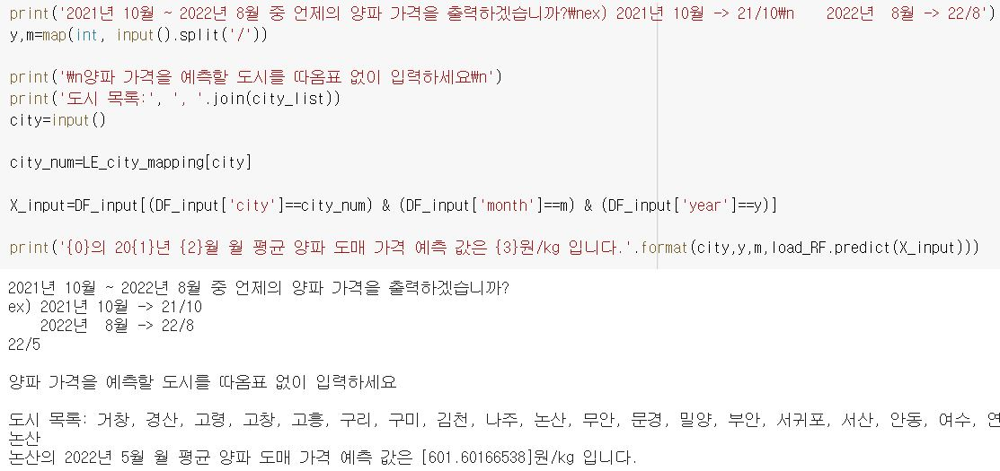 print('2021년 10월 ~ 2022년 8월 중 언제의 양파 가격을 출력하겠습니까?₩nex) 2021년 10월 -> 21/10₩n    2022년  8월 -> 22/8')
y,m=map(int, input().split('/'))
print('₩n양파 가격을 예측할 도시를 따옴표 없이 입력하세요₩n')
print('도시 목록:', ', '.join(city_list))
city=input()
city_num=LE_city_mapping[city]
X_input=DF_input[(DF_input['city']==city_num) & (DF_input['month']==m) & (DF_input['year']==y)]
print('{0}의 20{1}년 {2}월 월 평균 양파 도매 가격 예측 값은 {3}원/kg 입니다.'.format(city,y,m,load_RF.predict(X_input)))
2021년 10월 ~ 2022년 8월 중 언제의 양파 가격을 출력하겠습니까?
ex) 2021년 10월 -> 21/10
    2022년  8월 -> 22/8
22/5
양파 가격을 예측할 도시를 따옴표 없이 입력하세요
도시 목록: 거창, 경산, 고령, 고창, 고흥, 구리, 구미, 김천, 나주, 논산, 무안, 문경, 밀양, 부안, 서귀포, 서산, 안동, 여수, 연
논산
논산의 2022년 5월 월 평균 양파 도매 가격 예측 값은 [601.60166538]원/kg 입니다.